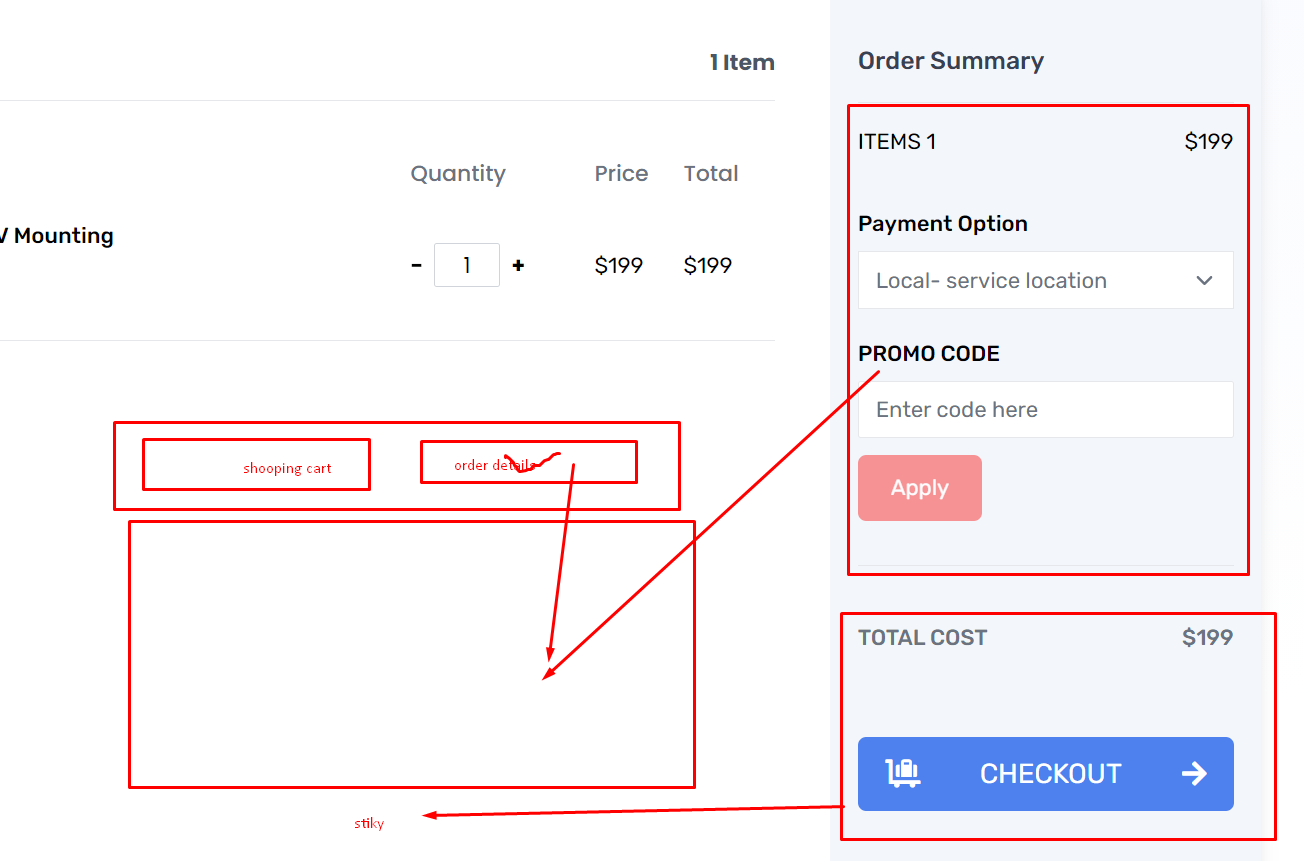 1 Item
Quantity Price Total
V Mounting
- 1 + $199 $199
shooping cart
order details
stiky
Order Summary
ITEMS 1 $199
Payment Option
Local- service location
PROMO CODE
Enter code here
Apply
TOTAL COST $199
CHECKOUT